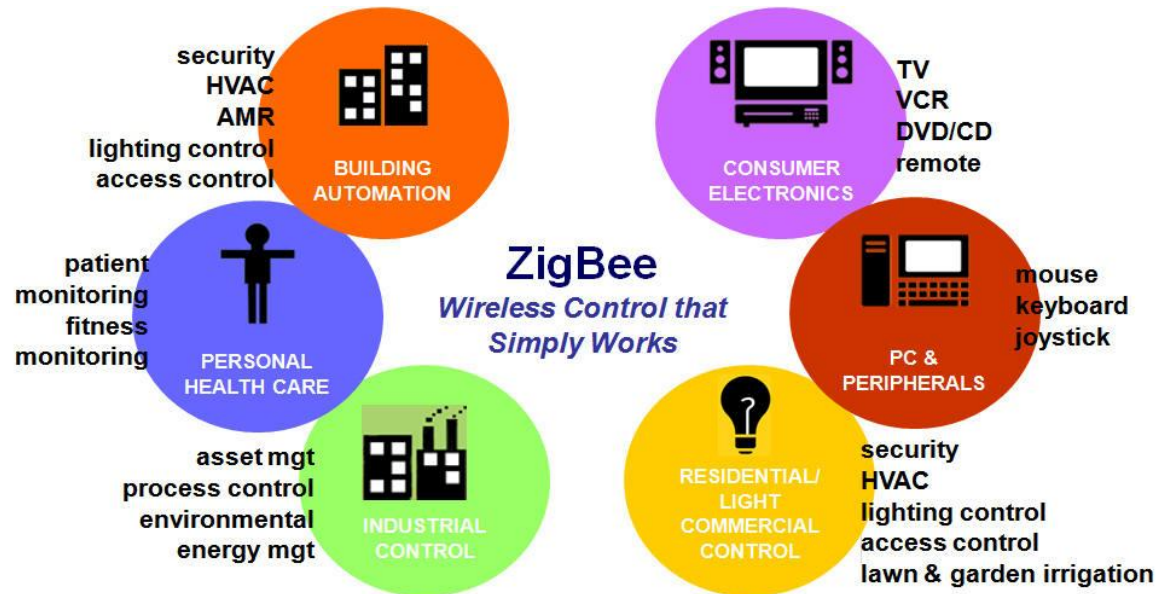 security
HVAC
AMR
lighting control
access control
BUILDING
AUTOMATION
TV
VCR
DVD/CD
remote
CONSUMER
ELECTRONICS
patient
monitoring
fitness
monitoring
PERSONAL
HEALTH CARE
ZigBee
Wireless Control that
Simply Works
mouse
keyboard
joystick
PC &
PERIPHERALS
asset mgt
process control
environmental
energy mgt
INDUSTRIAL
CONTROL
RESIDENTIAL/
LIGHT
COMMERCIAL
CONTROL
security
HVAC
lighting control
access control
lawn & garden irrigation